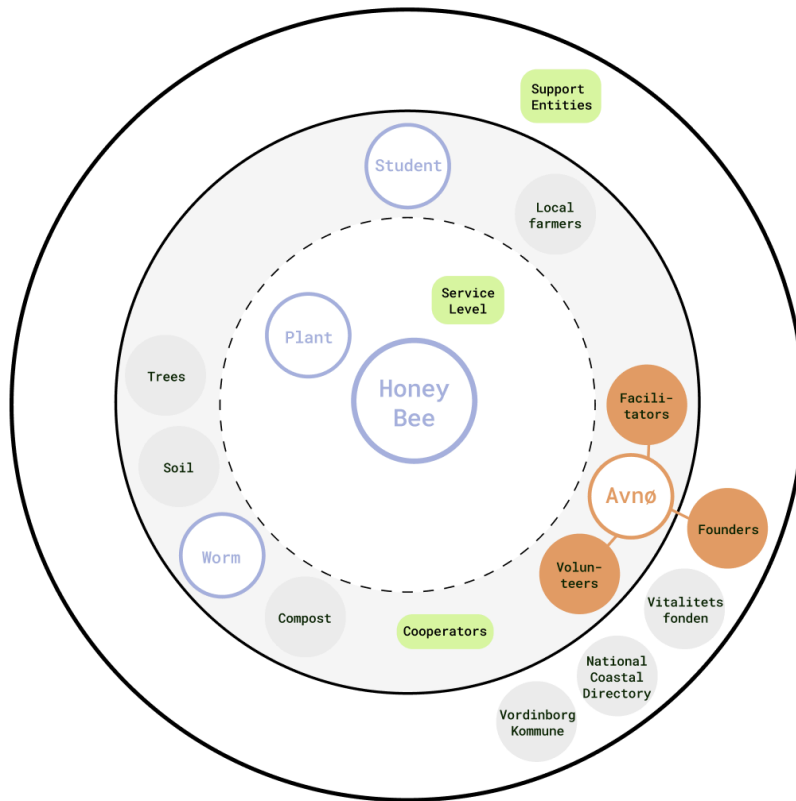 Support
Entities
Student
Local
farmers
Service
Level
Plant
Honey
Bee
Trees
Facili-
tators
Soil
Avnø
Founders
Worm
Volun-
teers
Vitalitets
fonden
Compost
Cooperators
National
Coastal
Directory
Vordinborg
Kommune